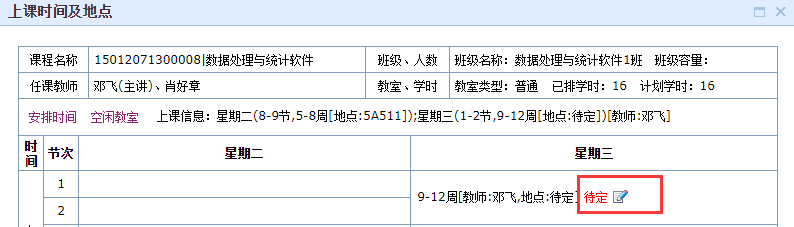 上课时间及地点
课程名称 15012071300008|数据处理与统计软件 班级、人数 班级名称：数据处理与统计软件1班 班级容量：
任课教师 邓飞(主讲)、肖好章 教室、学时 教室类型：普通 已排学时：16 计划学时：16
安排时间 空闲教室 上课信息：星期二(8-9节,5-8周[地点:5A511]);星期三(1-2节,9-12周[地点:待定])[教师:邓飞]
时间 节次 星期二 星期三
1
9-12周[教师:邓飞,地点:待定] 待定
2